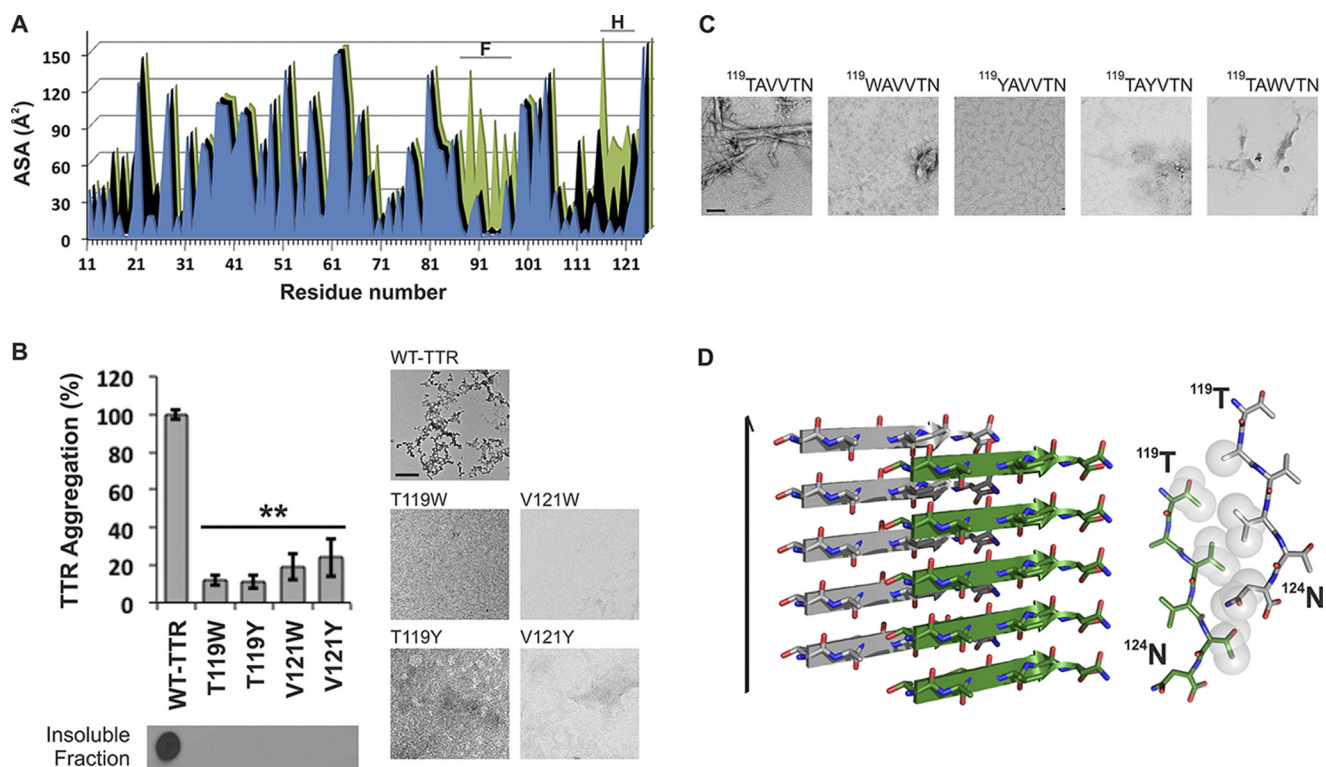 A
ASA (Å²)
150
120
90
60
30
0
F
H
11 21 31 41 51 61 71 81 91 101 111 121
Residue number
B
TTR Aggregation (%)
120
100
80
60
40
20
0
**
WT-TTR
T119W
T119Y
V121W
V121Y
Insoluble
Fraction
WT-TTR
T119W V121W
T119Y V121Y
C
¹¹⁹TAVVTN ¹¹⁹WAVVTN ¹¹⁹YAVVTN ¹¹⁹TAYVTN ¹¹⁹TAWVTN
D
¹¹⁹T
¹¹⁹T
¹²⁴N
¹²⁴N